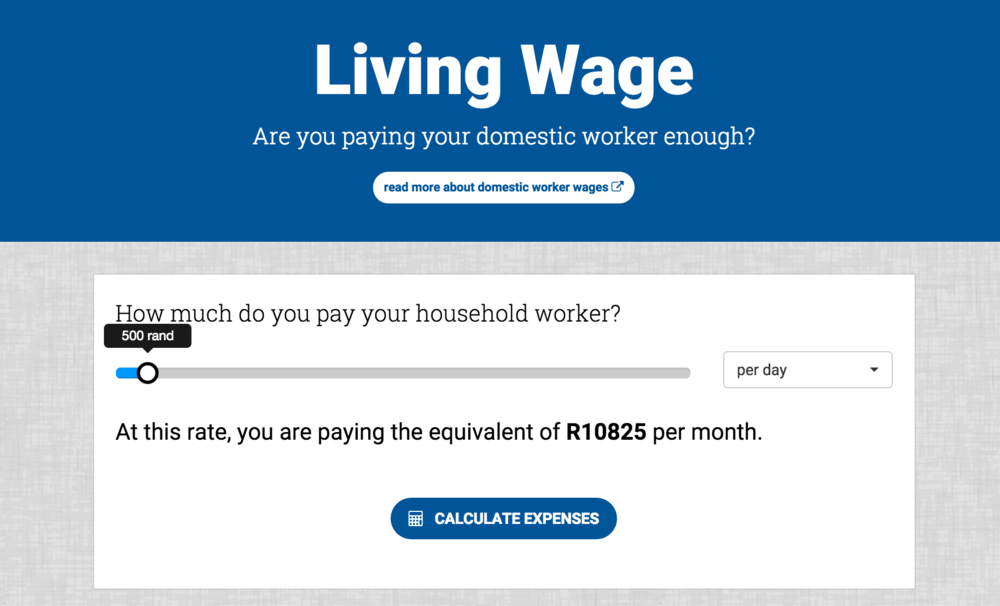 Living Wage
Are you paying your domestic worker enough?
read more about domestic worker wages
How much do you pay your household worker?
500 rand
per day
At this rate, you are paying the equivalent of R10825 per month.
CALCULATE EXPENSES